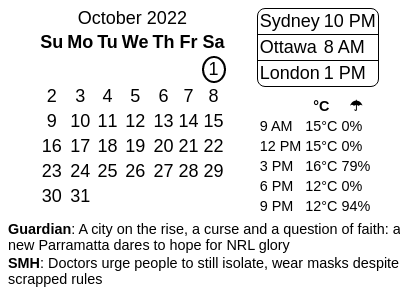 October 2022
Su Mo Tu We Th Fr Sa
1
2 3 4 5 6 7 8
9 10 11 12 13 14 15
16 17 18 19 20 21 22
23 24 25 26 27 28 29
30 31
Sydney 10 PM
Ottawa 8 AM
London 1 PM
°C ☂
9 AM 15°C 0%
12 PM 15°C 0%
3 PM 16°C 79%
6 PM 12°C 0%
9 PM 12°C 94%
Guardian: A city on the rise, a curse and a question of faith: a
new Parramatta dares to hope for NRL glory
SMH: Doctors urge people to still isolate, wear masks despite
scrapped rules